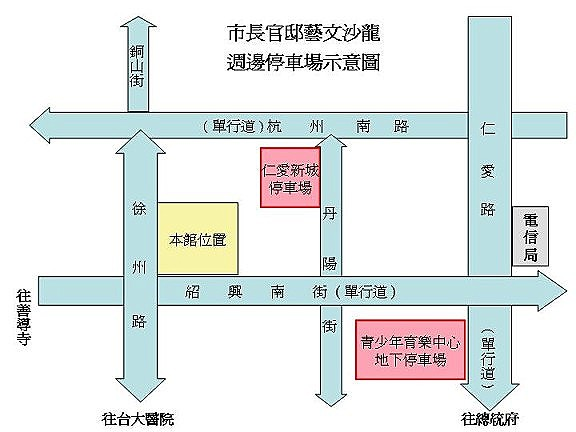 市長官邸藝文沙龍
週邊停車場示意圖
銅山街
(單行道)杭州南路
仁愛路
仁愛新城
停車場
徐州路
丹陽街
本館位置
電信局
紹興南街(單行道)
往善導寺
青少年育樂中心
地下停車場
(單行道)
往台大醫院
往總統府